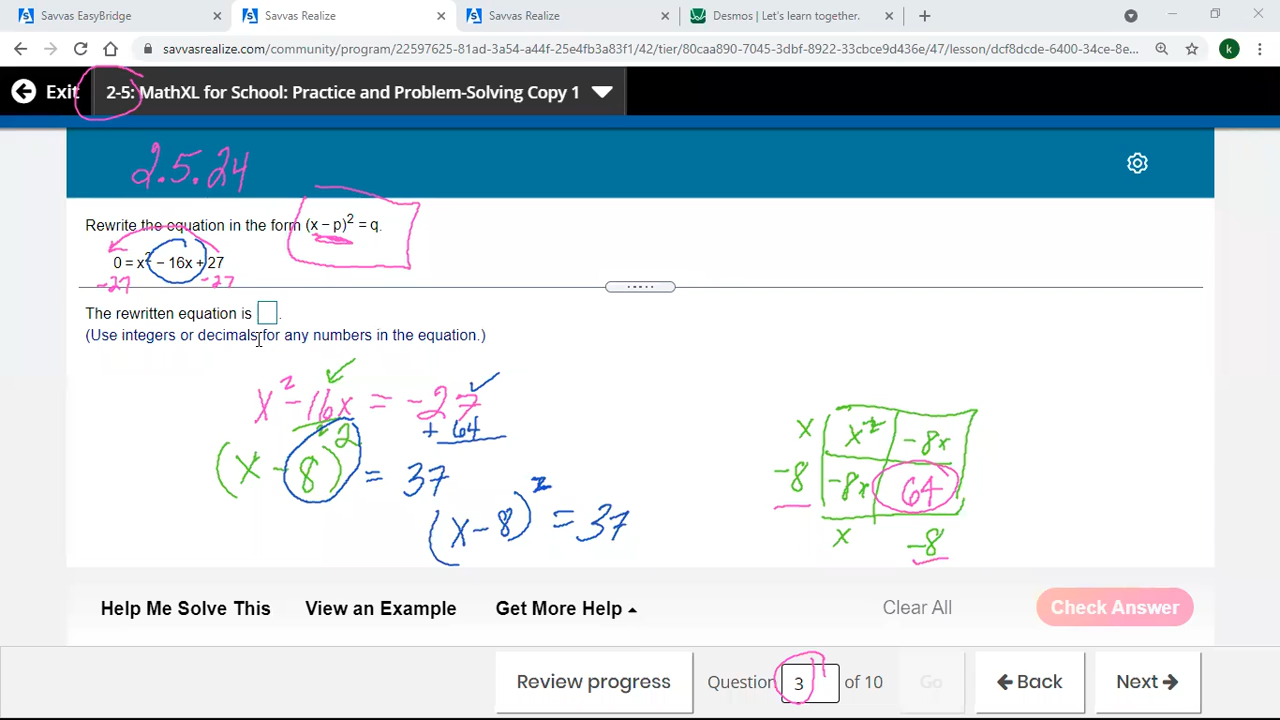 Savvas EasyBridge
Savvas Realize
Savvas Realize
Desmos | Let's learn together.
savvasrealize.com/community/program/22597625-81ad-3a54-a44f-25e4fb3a83f1/42/tier/80caa890-7045-3dbf-8922-33cbce9d436e/47/lesson/dcf8dcde-6400-34ce-8e...
k
Exit
2-5: MathXL for School: Practice and Problem-Solving Copy 1
2.5.24
Rewrite the equation in the form (x − p)² = q.
0 = x² − 16x + 27
-27 -27
The rewritten equation is
.
(Use integers or decimals for any numbers in the equation.)
x² - 16x = -27
2 + 64
(x - 8)² = 37
(x - 8)² = 37
x x² -8x
-8 -8x 64
x -8
Help Me Solve This
View an Example
Get More Help
Clear All
Check Answer
Review progress
Question 3 of 10
Go
Back
Next